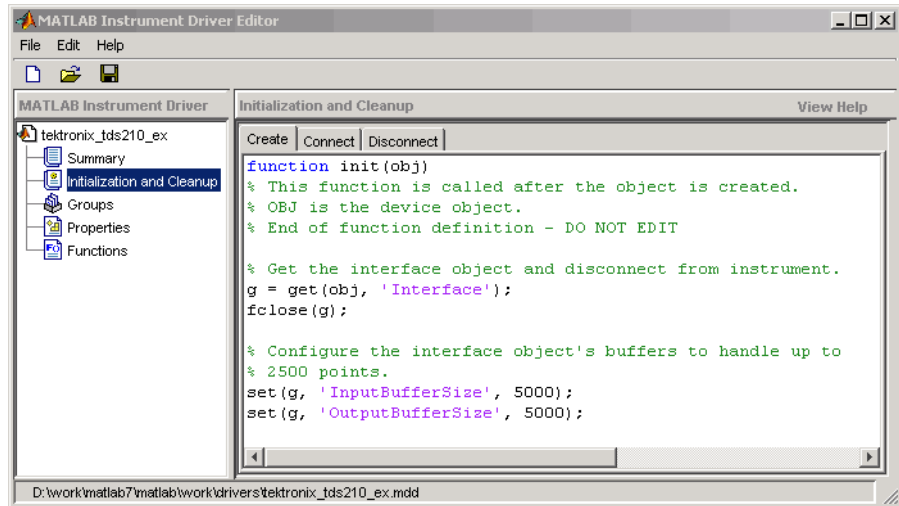 MATLAB Instrument Driver Editor
File Edit Help
MATLAB Instrument Driver
Initialization and Cleanup View Help
tektronix_tds210_ex
Summary
Initialization and Cleanup
Groups
Properties
Functions
Create Connect Disconnect
function init(obj)
% This function is called after the object is created.
% OBJ is the device object.
% End of function definition - DO NOT EDIT
% Get the interface object and disconnect from instrument.
g = get(obj, 'Interface');
fclose(g);
% Configure the interface object's buffers to handle up to
% 2500 points.
set(g, 'InputBufferSize', 5000);
set(g, 'OutputBufferSize', 5000);
D:\work\matlab7\matlab\work\drivers\tektronix_tds210_ex.mdd